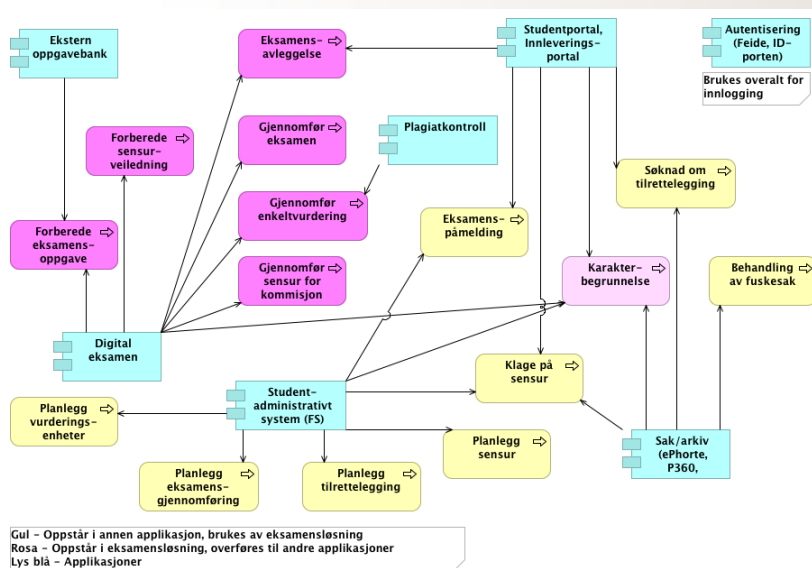 Ekstern
oppgavebank
Eksamens-
avleggelse
Studentportal,
Innleverings-
portal
Autentisering
(Feide, ID-
porten)
Brukes overalt for
innlogging
Forberede
sensur-
veiledning
Gjennomfør
eksamen
Plagiatkontroll
Søknad om
tilrettelegging
Forberede
eksamens-
oppgave
Gjennomfør
enkeltvurdering
Eksamens-
påmelding
Gjennomfør
sensur for
kommisjon
Karakter-
begrunnelse
Behandling
av fuskesak
Digital
eksamen
Klage på
sensur
Student-
administrativt
system (FS)
Planlegg
vurderings-
enheter
Planlegg
sensur
Sak/arkiv
(ePhorte,
P360,
Planlegg
eksamens-
gjennomføring
Planlegg
tilrettelegging
Gul - Oppstår i annen applikasjon, brukes av eksamensløsning
Rosa - Oppstår i eksamensløsning, overføres til andre applikasjoner
Lys blå - Applikasjoner